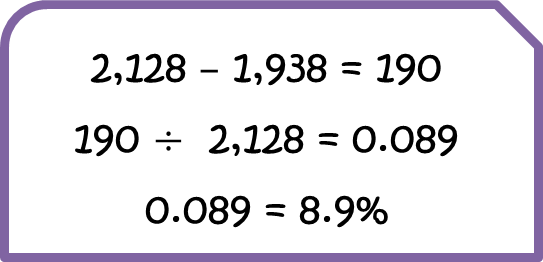 2,128 – 1,938 = 190
190 ÷ 2,128 = 0.089
0.089 = 8.9%